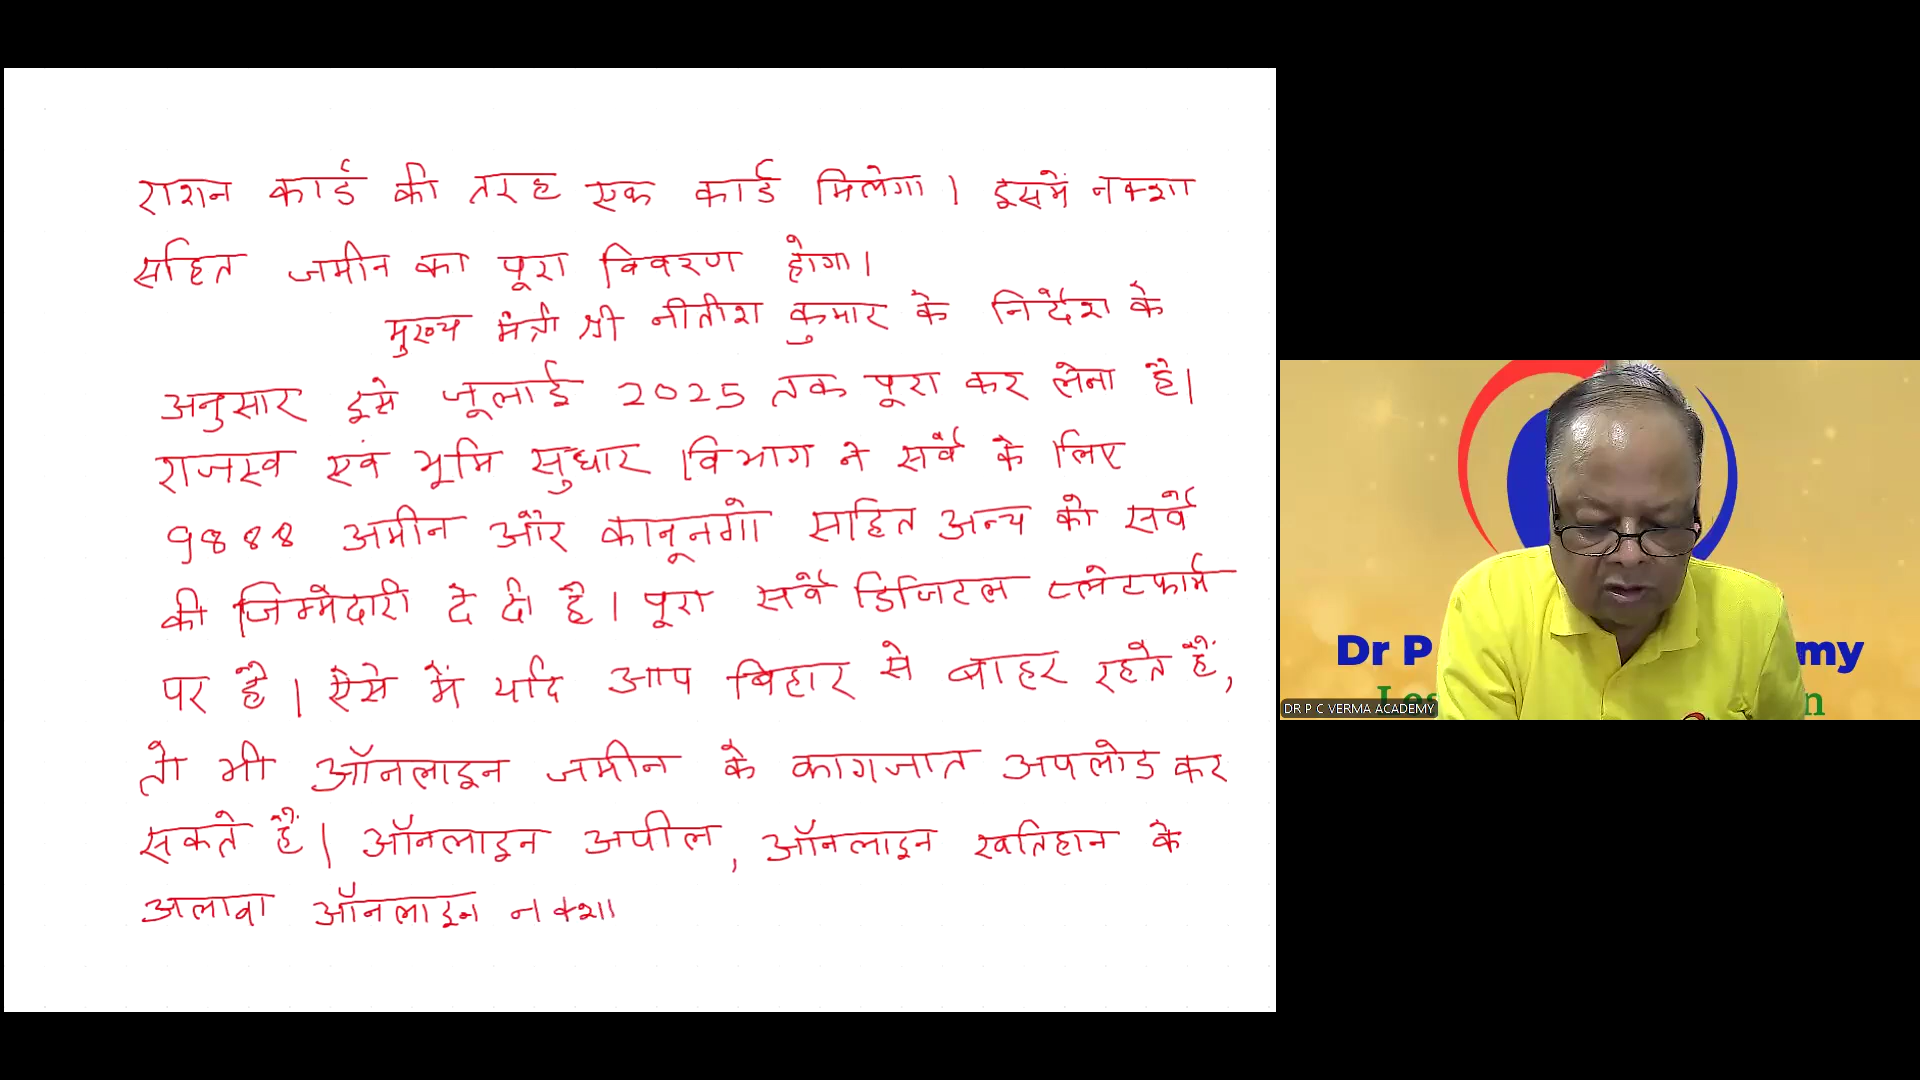 राशन कार्ड की तरह एक कार्ड मिलेगा। इसमें नक्शा
सहित जमीन का पूरा विवरण होगा।
मुख्य मंत्री श्री नीतीश कुमार के निर्देश के
अनुसार इसे जूलाई 2025 तक पूरा कर लेना है।
राजस्व एवं भूमि सुधार विभाग ने सर्वे के लिए
9888 अमीन और कानूनगो सहित अन्य को सर्वे
की जिम्मेदारी दे दी है। पूरा सर्वे डिजिटल प्लेटफार्म
पर है। ऐसे में यदि आप बिहार से बाहर रहते हैं,
तो भी ऑनलाइन जमीन के कागजात अपलोड कर
सकते हैं। ऑनलाइन अपील, ऑनलाइन खतिहान के
अलावा ऑनलाइन नक्शा
Dr P
my
DR P C VERMA ACADEMY